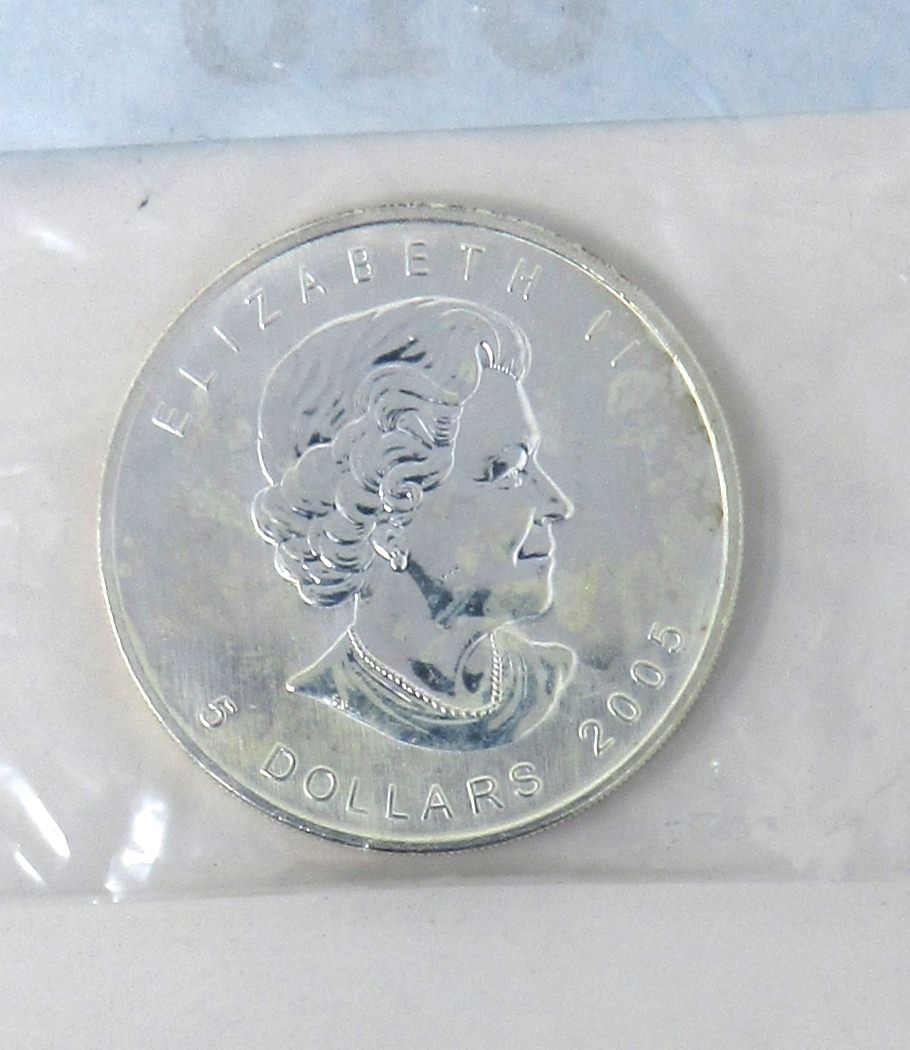 ELIZABETH II
5 DOLLARS 2005